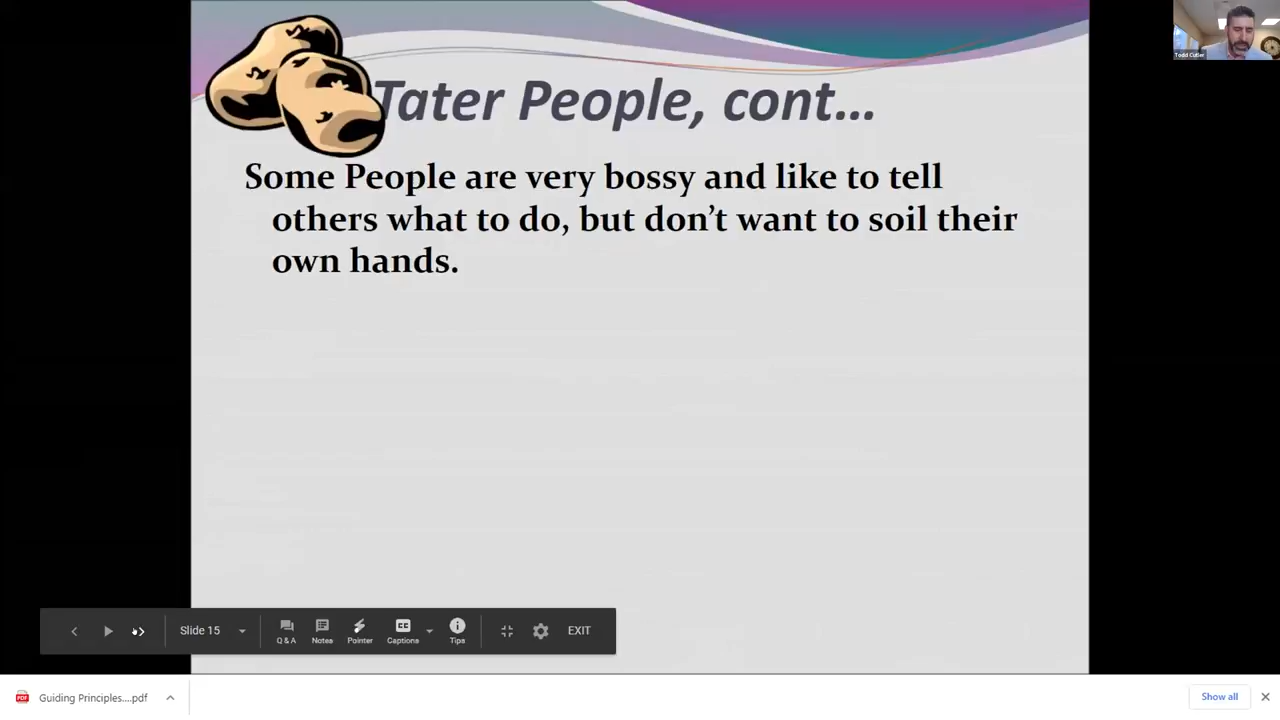 Todd Cutler
Tater People, cont...
Some People are very bossy and like to tell
others what to do, but don't want to soil their
own hands.
Slide 15
Q & A
Notes
Pointer
CC
Captions
Tips
EXIT
PDF
Guiding Principles....pdf
Show all